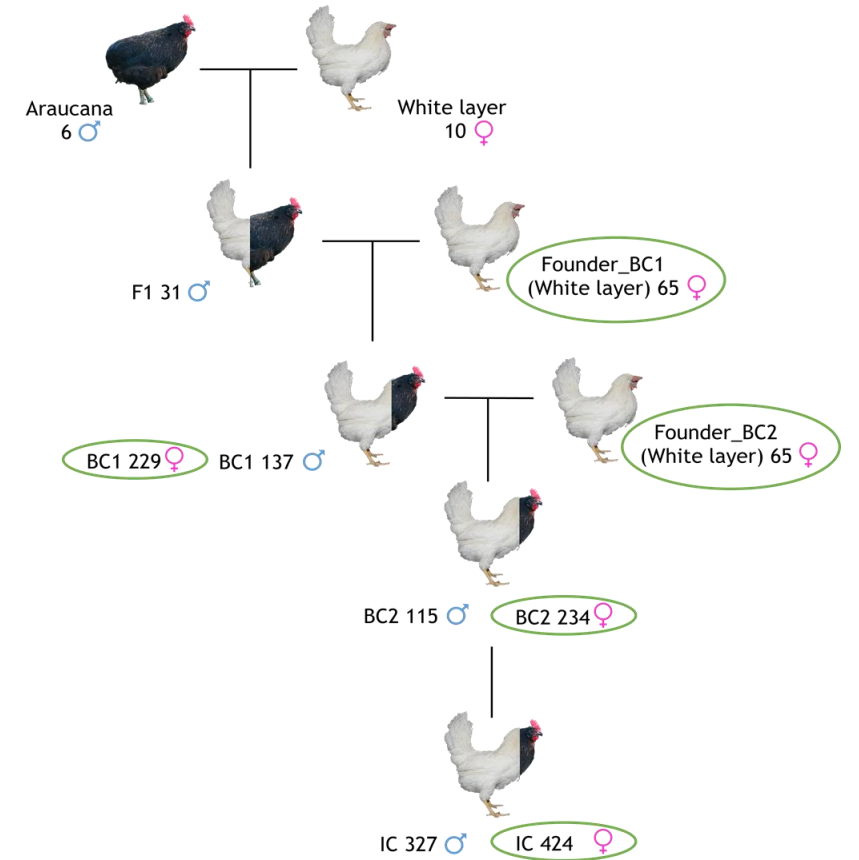 Araucana
6 ♂
White layer
10 ♀
F1 31 ♂
Founder_BC1
(White layer) 65 ♀
BC1 229 ♀
BC1 137 ♂
Founder_BC2
(White layer) 65 ♀
BC2 115 ♂
BC2 234 ♀
IC 327 ♂
IC 424 ♀